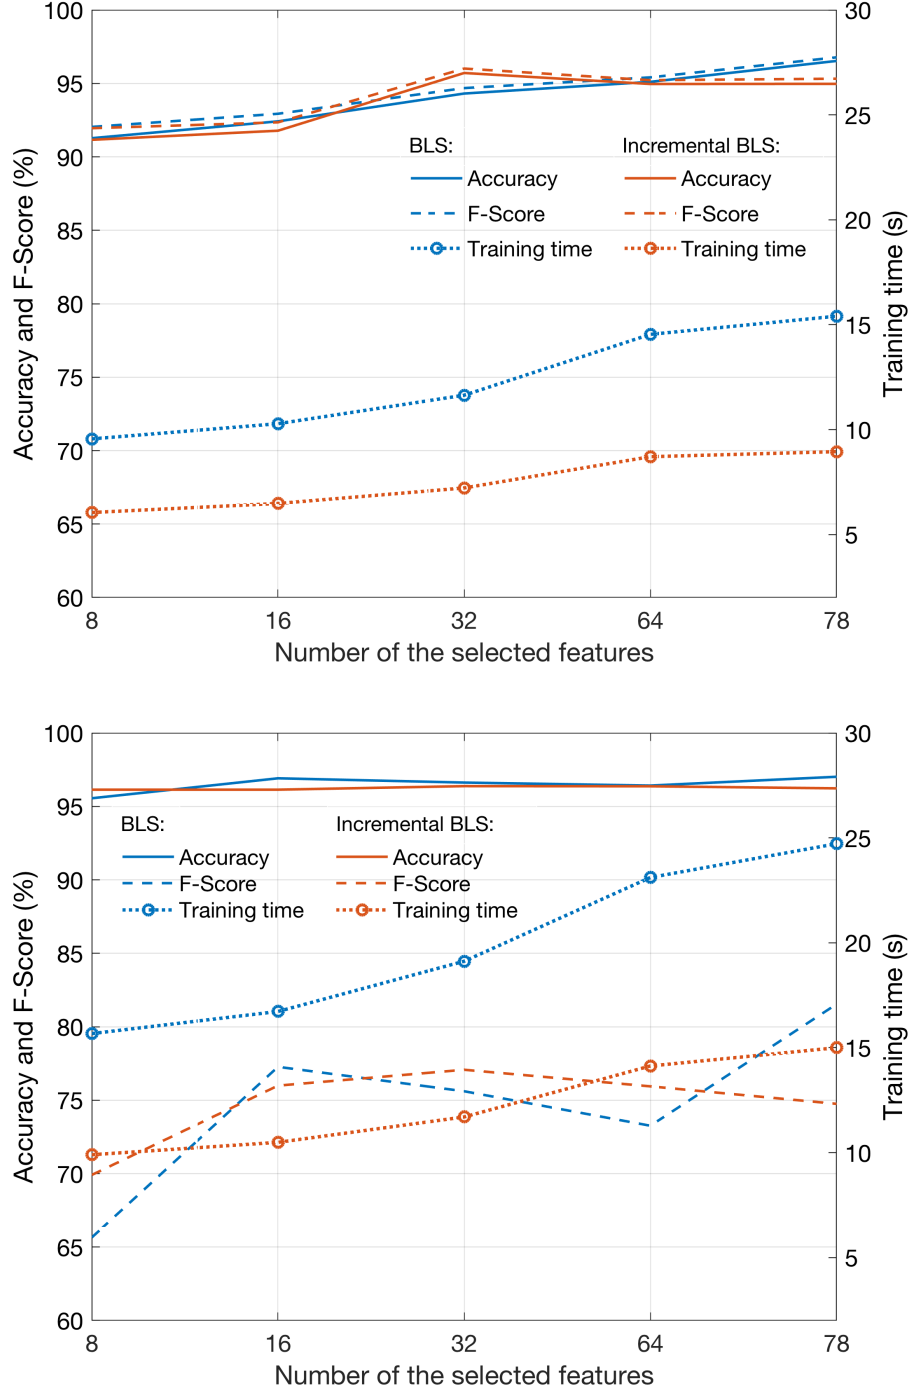 100
95
90
85
80
75
70
65
60
Accuracy and F-Score (%)
30
25
20
15
10
5
Training time (s)
BLS:
Accuracy
F-Score
Training time
Incremental BLS:
Accuracy
F-Score
Training time
8 16 32 64 78
Number of the selected features
100
95
90
85
80
75
70
65
60
Accuracy and F-Score (%)
30
25
20
15
10
5
Training time (s)
BLS:
Accuracy
F-Score
Training time
Incremental BLS:
Accuracy
F-Score
Training time
8 16 32 64 78
Number of the selected features